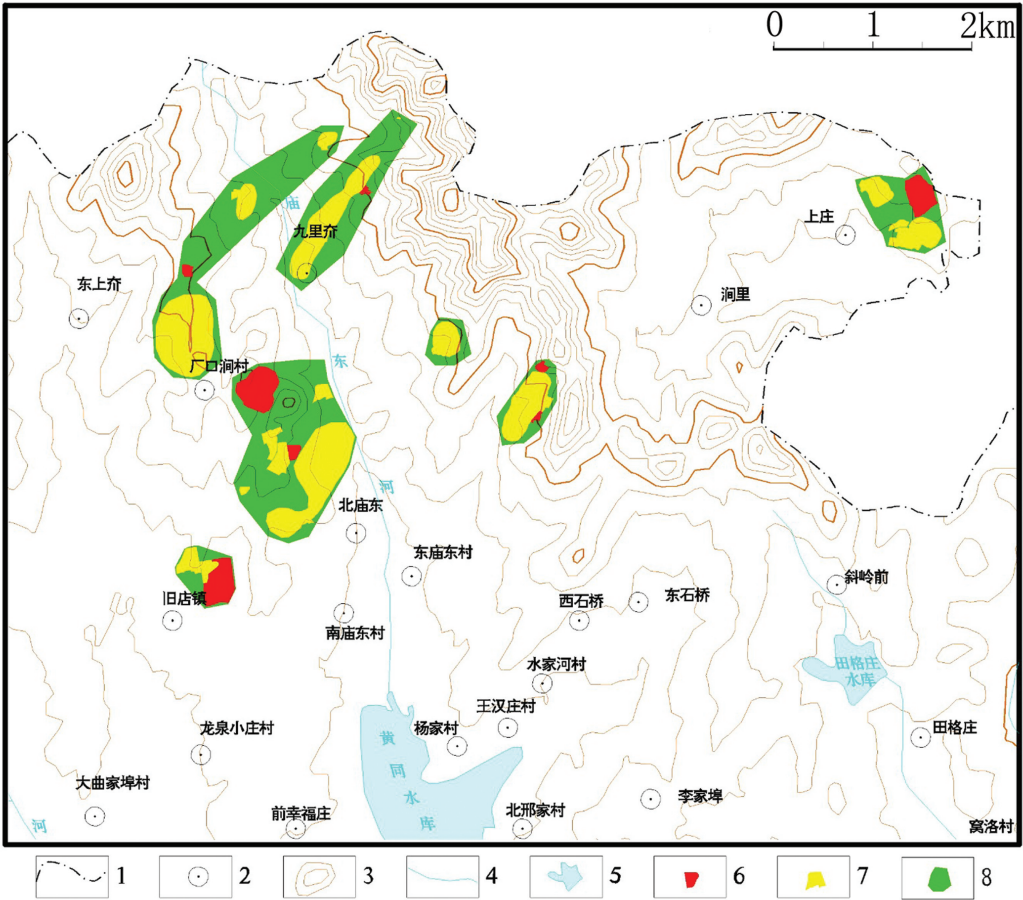 0 1 2km
庙
九里夼
上庄
东上夼
涧里
厂口涧村
东
河
北庙东
东庙东村
斜岭前
旧店镇
西石桥
东石桥
南庙东村
水家河村
田格庄
水库
王汉庄村
龙泉小庄村
杨家村
田格庄
黄
同
水
库
大曲家埠村
李家埠
前幸福庄
北邢家村
河
窝洛村
1 2 3 4 5 6 7 8